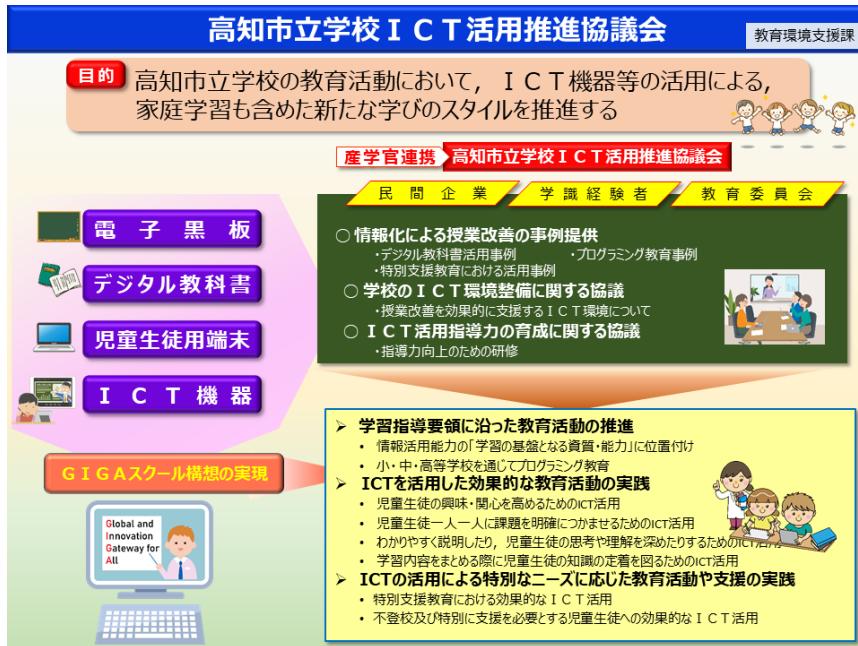 高知市立学校ＩＣＴ活用推進協議会
教育環境支援課
目的
高知市立学校の教育活動において，ＩＣＴ機器等の活用による，
家庭学習も含めた新たな学びのスタイルを推進する
産学官連携 高知市立学校ＩＣＴ活用推進協議会
民間企業 学識経験者 教育委員会
電子黒板
デジタル教科書
児童生徒用端末
ＩＣＴ機器
○ 情報化による授業改善の事例提供
・デジタル教科書活用事例 ・プログラミング教育事例
・特別支援教育における活用事例
○ 学校のＩＣＴ環境整備に関する協議
・授業改善を効果的に支援するＩＣＴ環境について
○ ＩＣＴ活用指導力の育成に関する協議
・指導力向上のための研修
ＧＩＧＡスクール構想の実現
Global and
Innovation
Gateway for
All
➢ 学習指導要領に沿った教育活動の推進
• 情報活用能力の「学習の基盤となる資質・能力」に位置付け
• 小・中・高等学校を通じてプログラミング教育
➢ ICTを活用した効果的な教育活動の実践
• 児童生徒の興味・関心を高めるためのICT活用
• 児童生徒一人一人に課題を明確につかませるためのICT活用
• わかりやすく説明したり，児童生徒の思考や理解を深めたりするためのICT活用
• 学習内容をまとめる際に児童生徒の知識の定着を図るためのICT活用
➢ ICTの活用による特別なニーズに応じた教育活動や支援の実践
• 特別支援教育における効果的なＩＣＴ活用
• 不登校及び特別に支援を必要とする児童生徒への効果的なＩＣＴ活用